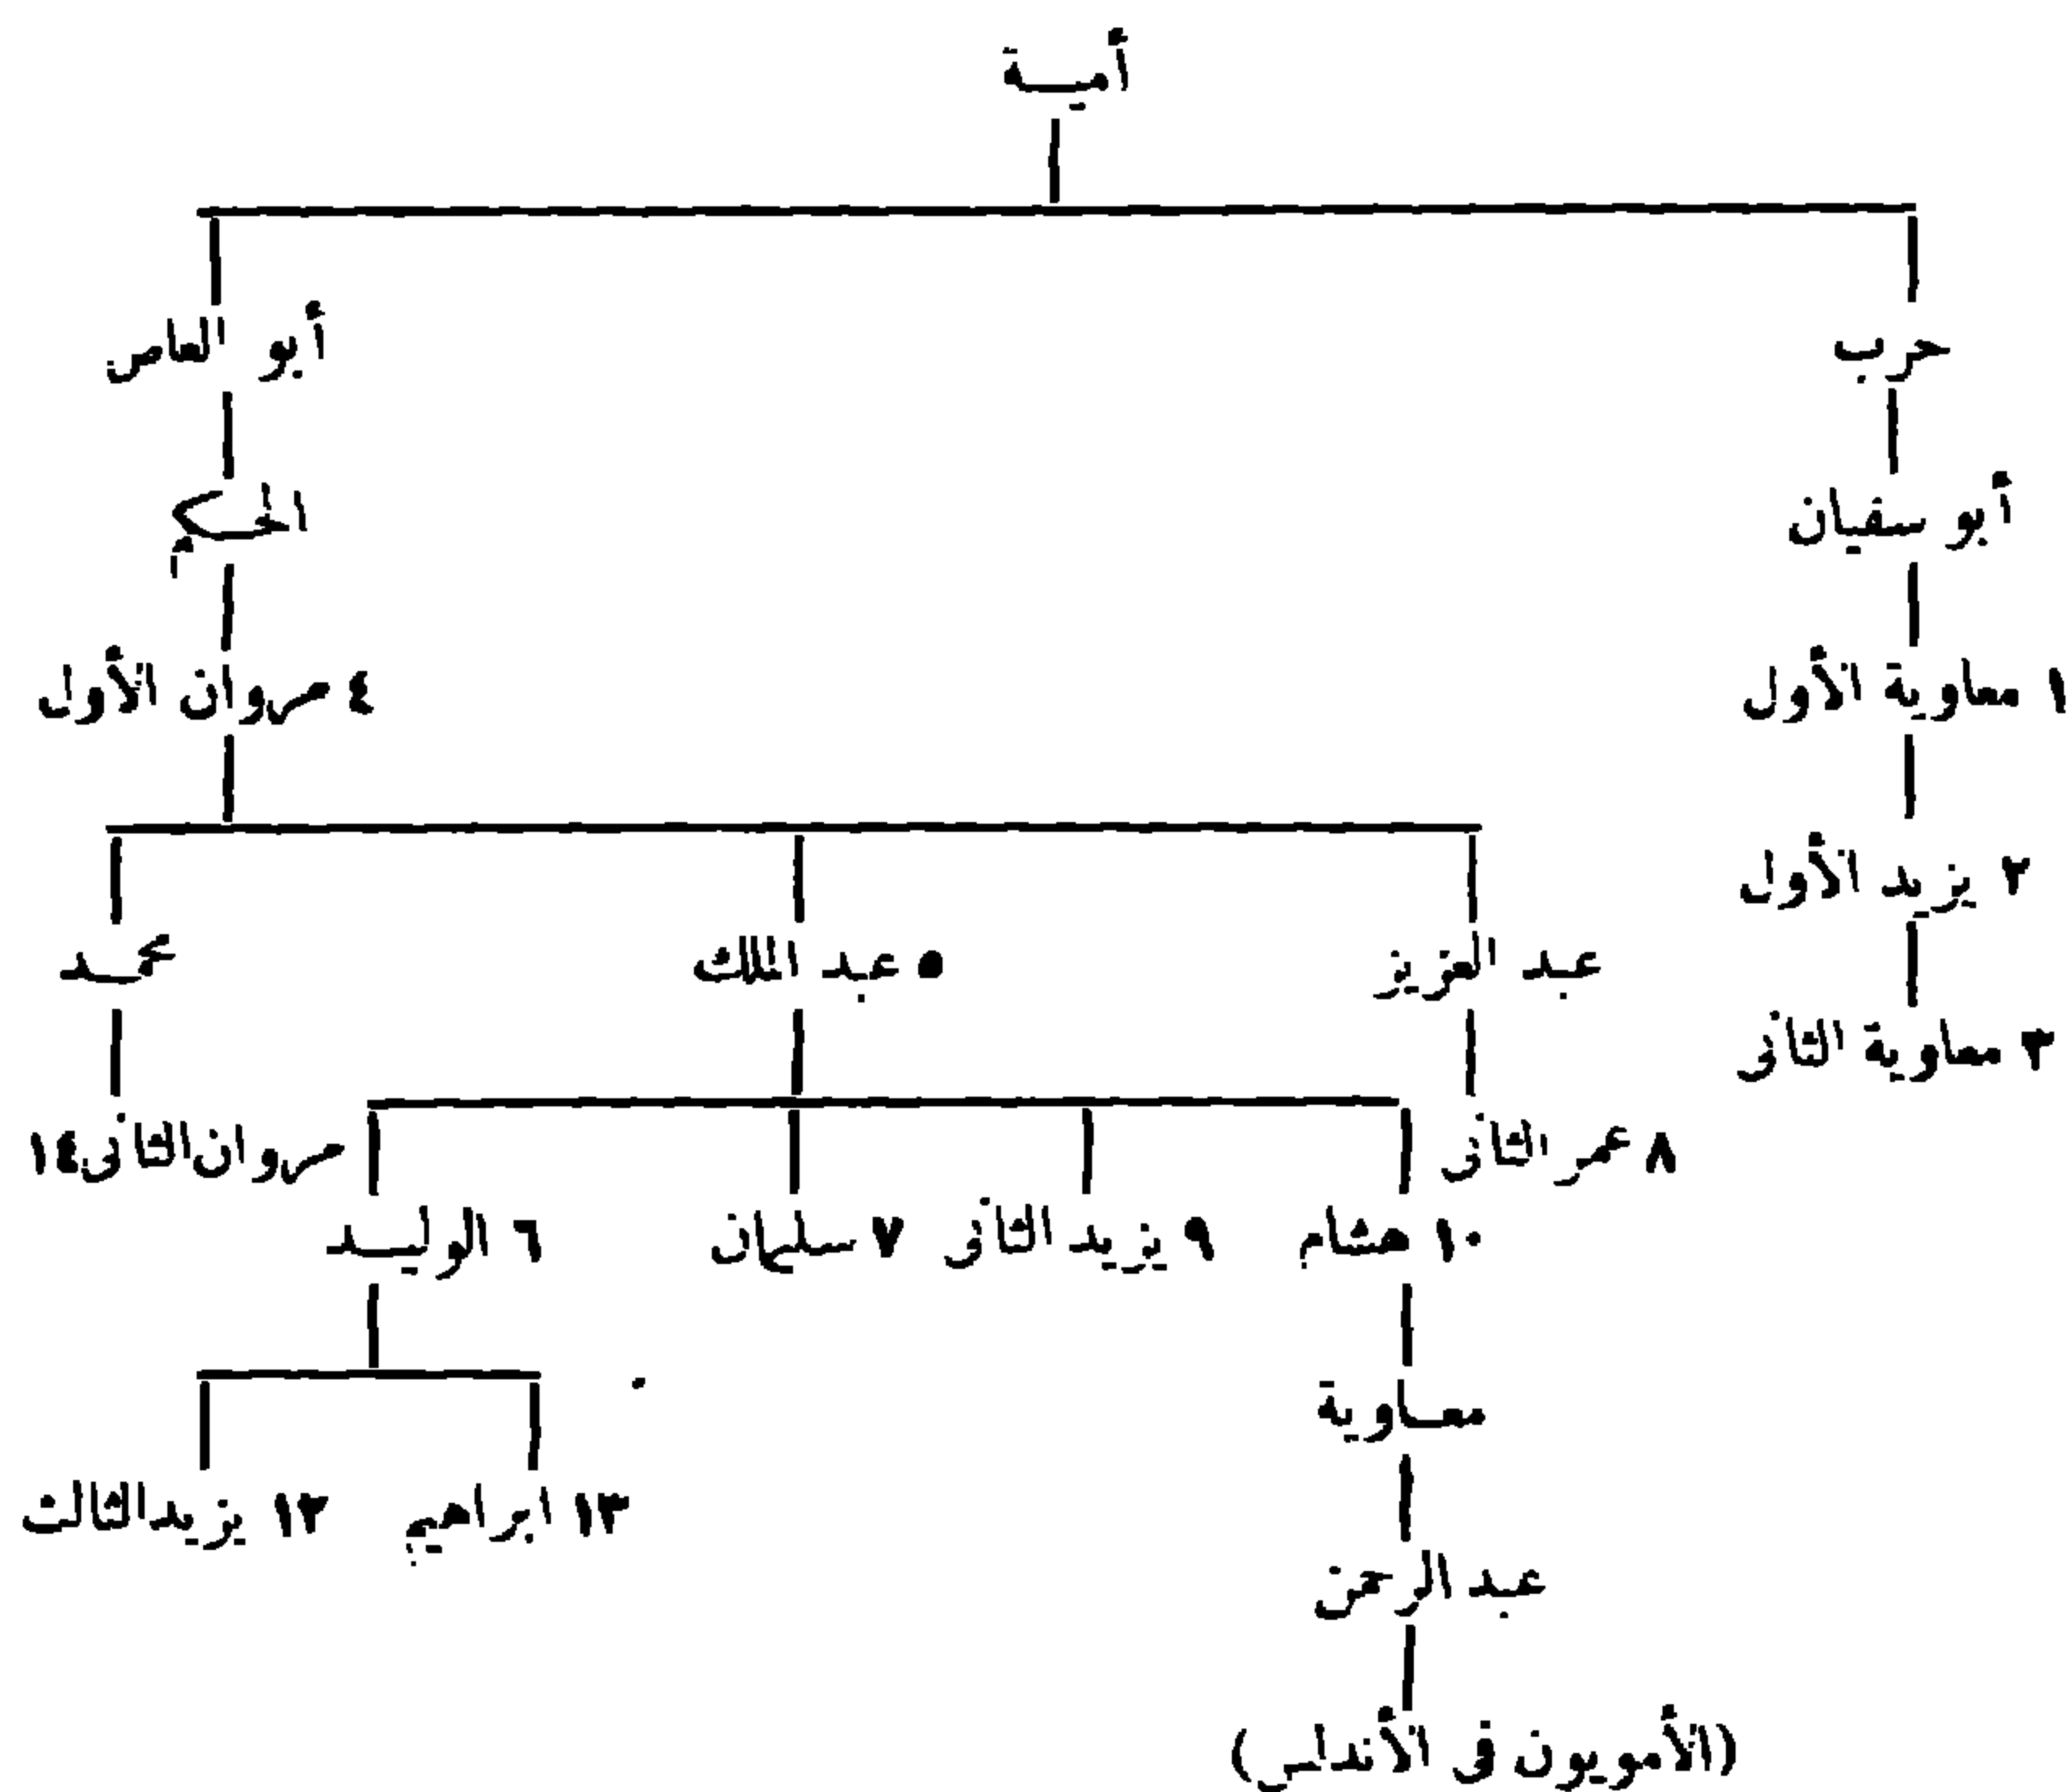 أمية
حرب أبو العاص
أبو سفيان الحكم
١ معاوية الأول ٤ مروان الأول
٢ يزيد الأول
عبد العزيز ٥ عبد الملك محمد
٣ معاوية الثانى
٨ عمر الثانى مروان الثانى ١٤
١٠ هشام ٩ يزيد الثانى ٧ سليمان ٦ الوليد
معاوية
١٣ ابراهيم ١٢ يزيد الثالث
عبد الرحمن
(الأمويون فى الأندلس)